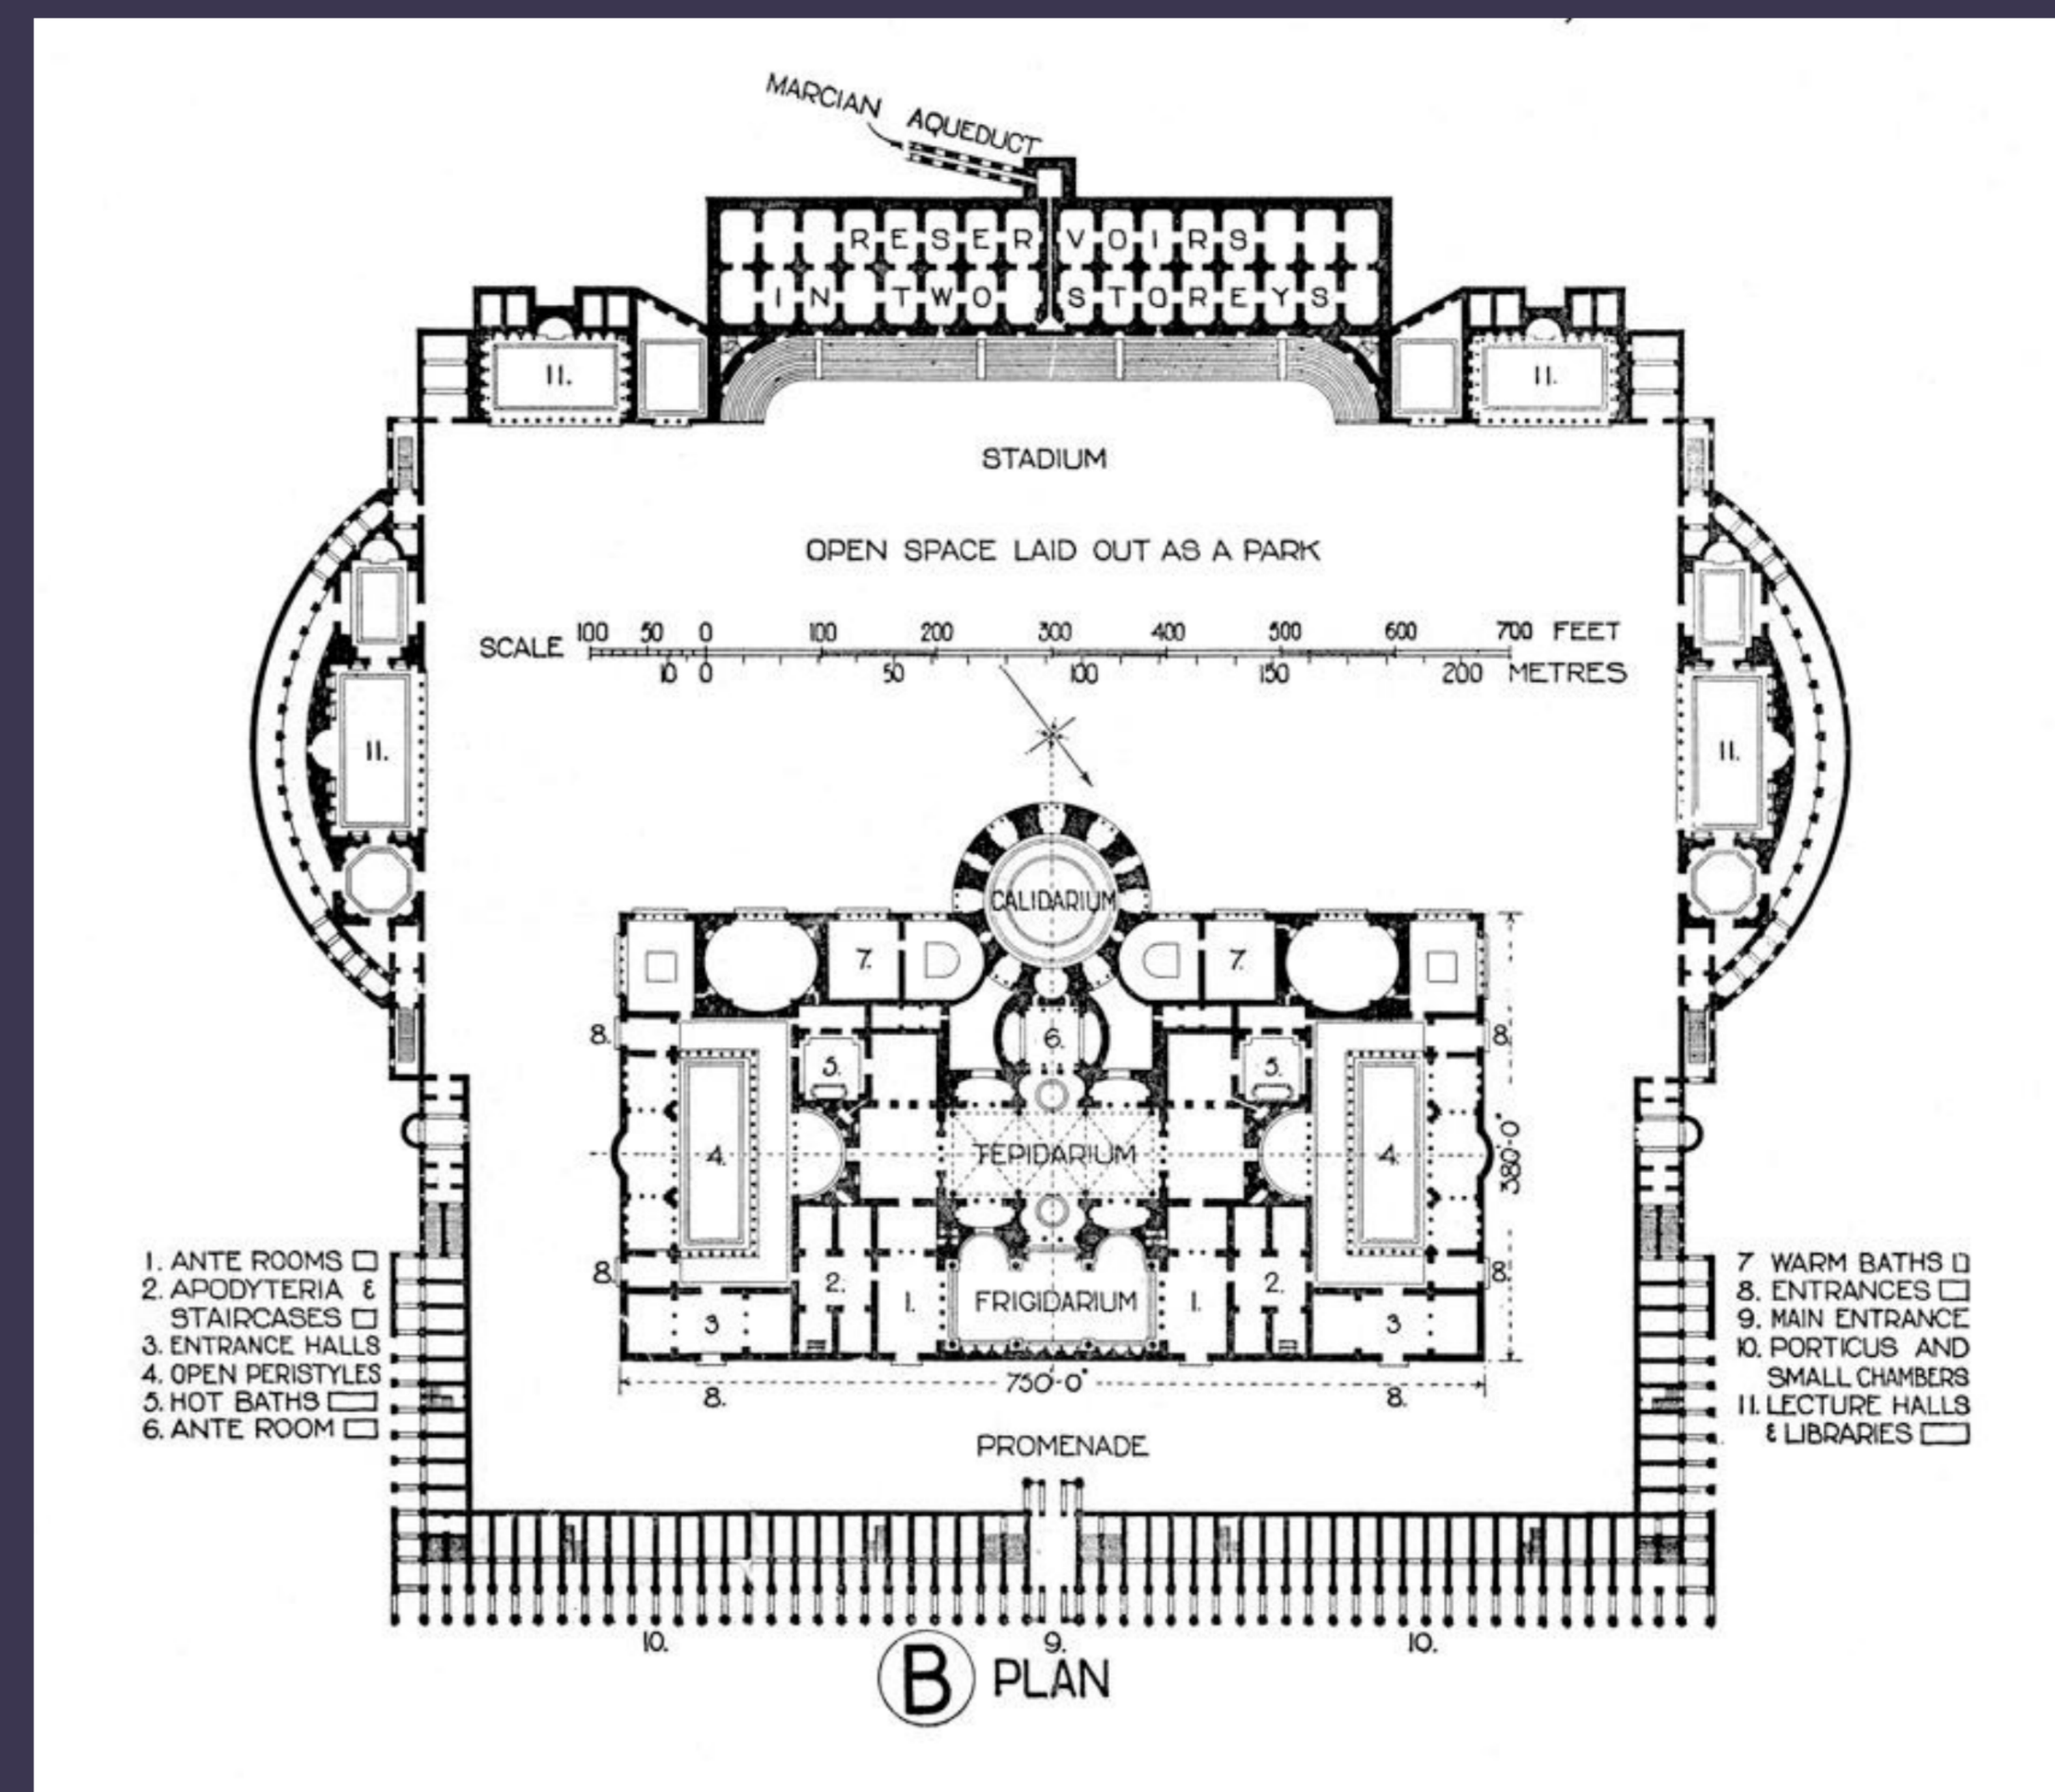 MARCIAN AQUEDUCT
RESERVOIRS
IN TWO STOREYS
11.
11.
STADIUM
OPEN SPACE LAID OUT AS A PARK
SCALE 100 50 0 100 200 300 400 500 600 700 FEET
10 0 50 100 150 200 METRES
11.
11.
CALIDARIUM
7.
7.
8.
6.
8.
5.
5.
4.
TEPIDARIUM
4.
380'-0"
8.
8.
2.
1.
FRIGIDARIUM
1.
2.
3
3
750'-0"
8.
8.
1. ANTE ROOMS
2. APODYTERIA &
STAIRCASES
3. ENTRANCE HALLS
4. OPEN PERISTYLES
5. HOT BATHS
6. ANTE ROOM
7 WARM BATHS
8. ENTRANCES
9. MAIN ENTRANCE
10. PORTICUS AND
SMALL CHAMBERS
11. LECTURE HALLS
& LIBRARIES
PROMENADE
10.
9.
10.
B PLAN